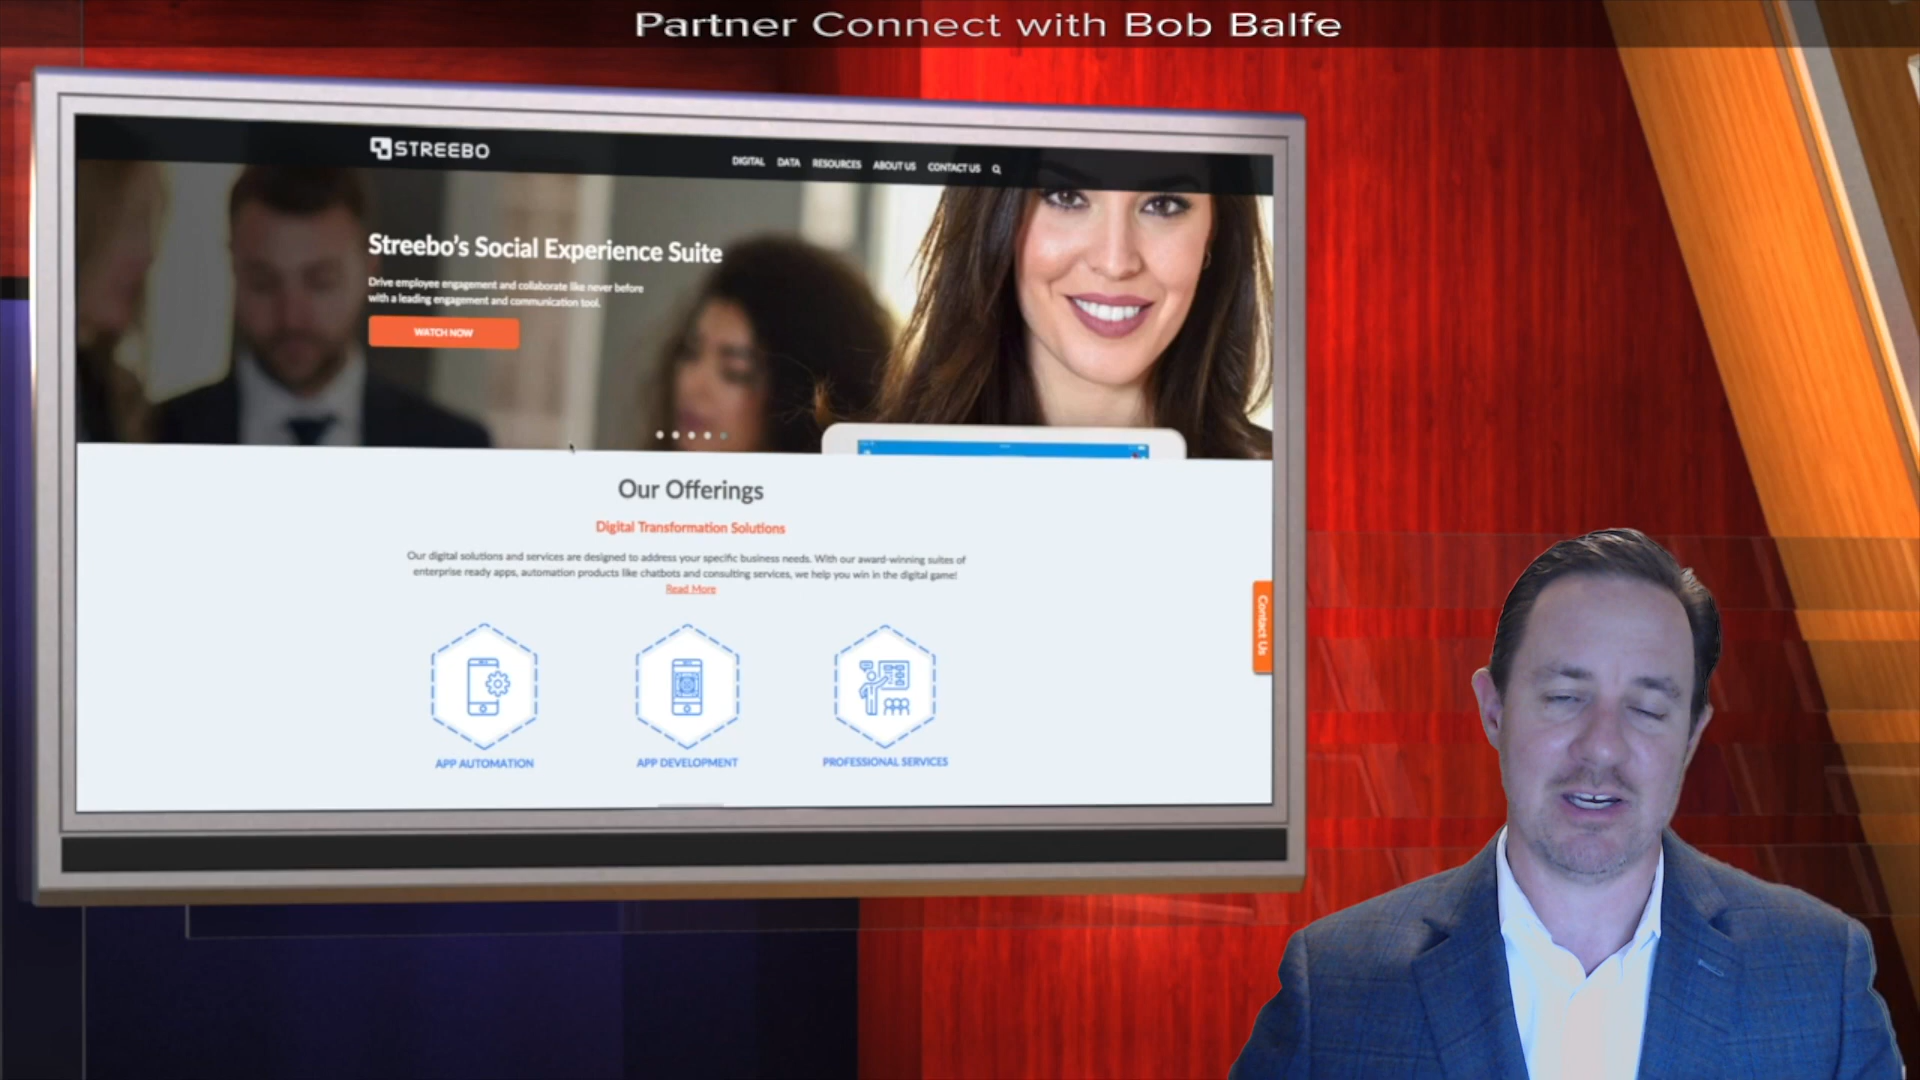 Partner Connect with Bob Balfe
STREEBO
DIGITAL DATA RESOURCES ABOUT US CONTACT US
Streebo's Social Experience Suite
Drive employee engagement and collaborate like never before
with a leading engagement and communication tool.
WATCH NOW
Our Offerings
Digital Transformation Solutions
Our digital solutions and services are designed to address your specific business needs. With our award-winning suites of
enterprise ready apps, automation products like chatbots and consulting services, we help you win in the digital game!
Read More
Contact Us
APP AUTOMATION APP DEVELOPMENT PROFESSIONAL SERVICES